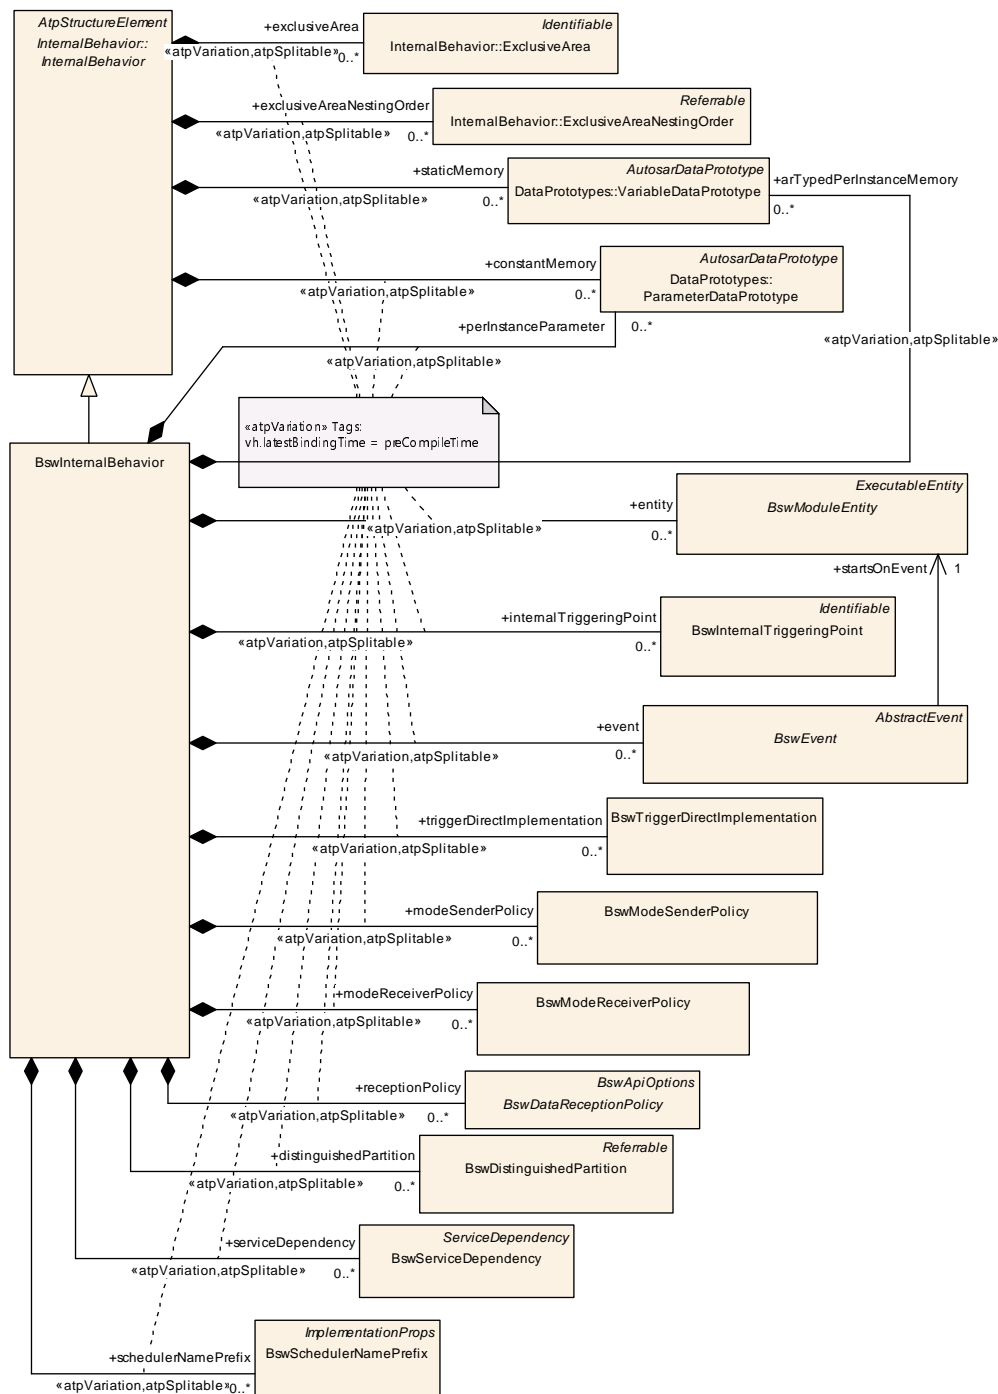 AtpStructureElement
InternalBehavior::
InternalBehavior
+exclusiveArea
«atpVariation,atpSplitable»
0..*
Identifiable
InternalBehavior::ExclusiveArea
+exclusiveAreaNestingOrder
«atpVariation,atpSplitable»
0..*
Referrable
InternalBehavior::ExclusiveAreaNestingOrder
+staticMemory
«atpVariation,atpSplitable»
0..*
AutosarDataPrototype
DataPrototypes::VariableDataPrototype
+arTypedPerInstanceMemory
0..*
+constantMemory
«atpVariation,atpSplitable»
0..*
AutosarDataPrototype
DataPrototypes::
ParameterDataPrototype
+perInstanceParameter
0..*
«atpVariation,atpSplitable»
«atpVariation,atpSplitable»
«atpVariation» Tags:
vh.latestBindingTime = preCompileTime
BswInternalBehavior
+entity
«atpVariation,atpSplitable»
0..*
ExecutableEntity
BswModuleEntity
+startsOnEvent
1
+internalTriggeringPoint
«atpVariation,atpSplitable»
0..*
Identifiable
BswInternalTriggeringPoint
+event
«atpVariation,atpSplitable»
0..*
AbstractEvent
BswEvent
+triggerDirectImplementation
«atpVariation,atpSplitable»
0..*
BswTriggerDirectImplementation
+modeSenderPolicy
«atpVariation,atpSplitable»
0..*
BswModeSenderPolicy
+modeReceiverPolicy
«atpVariation,atpSplitable»
0..*
BswModeReceiverPolicy
+receptionPolicy
«atpVariation,atpSplitable»
0..*
BswApiOptions
BswDataReceptionPolicy
+distinguishedPartition
«atpVariation,atpSplitable»
0..*
Referrable
BswDistinguishedPartition
+serviceDependency
«atpVariation,atpSplitable»
0..*
ServiceDependency
BswServiceDependency
+schedulerNamePrefix
«atpVariation,atpSplitable»
0..*
ImplementationProps
BswSchedulerNamePrefix